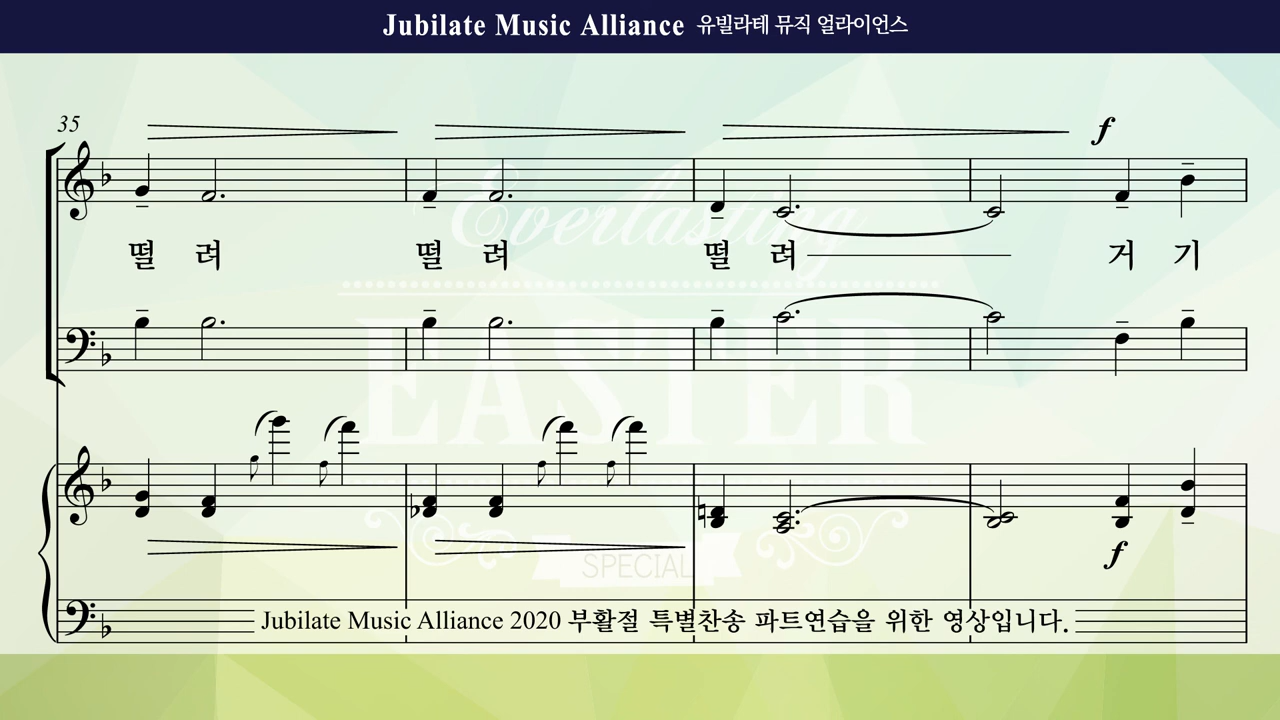 Jubilate Music Alliance 유빌라테 뮤직 얼라이언스
35
f
Everlasting
떨 려 떨 려 떨 려 거 기
EASTER
f
SPECIAL
Jubilate Music Alliance 2020 부활절 특별찬송 파트연습을 위한 영상입니다.